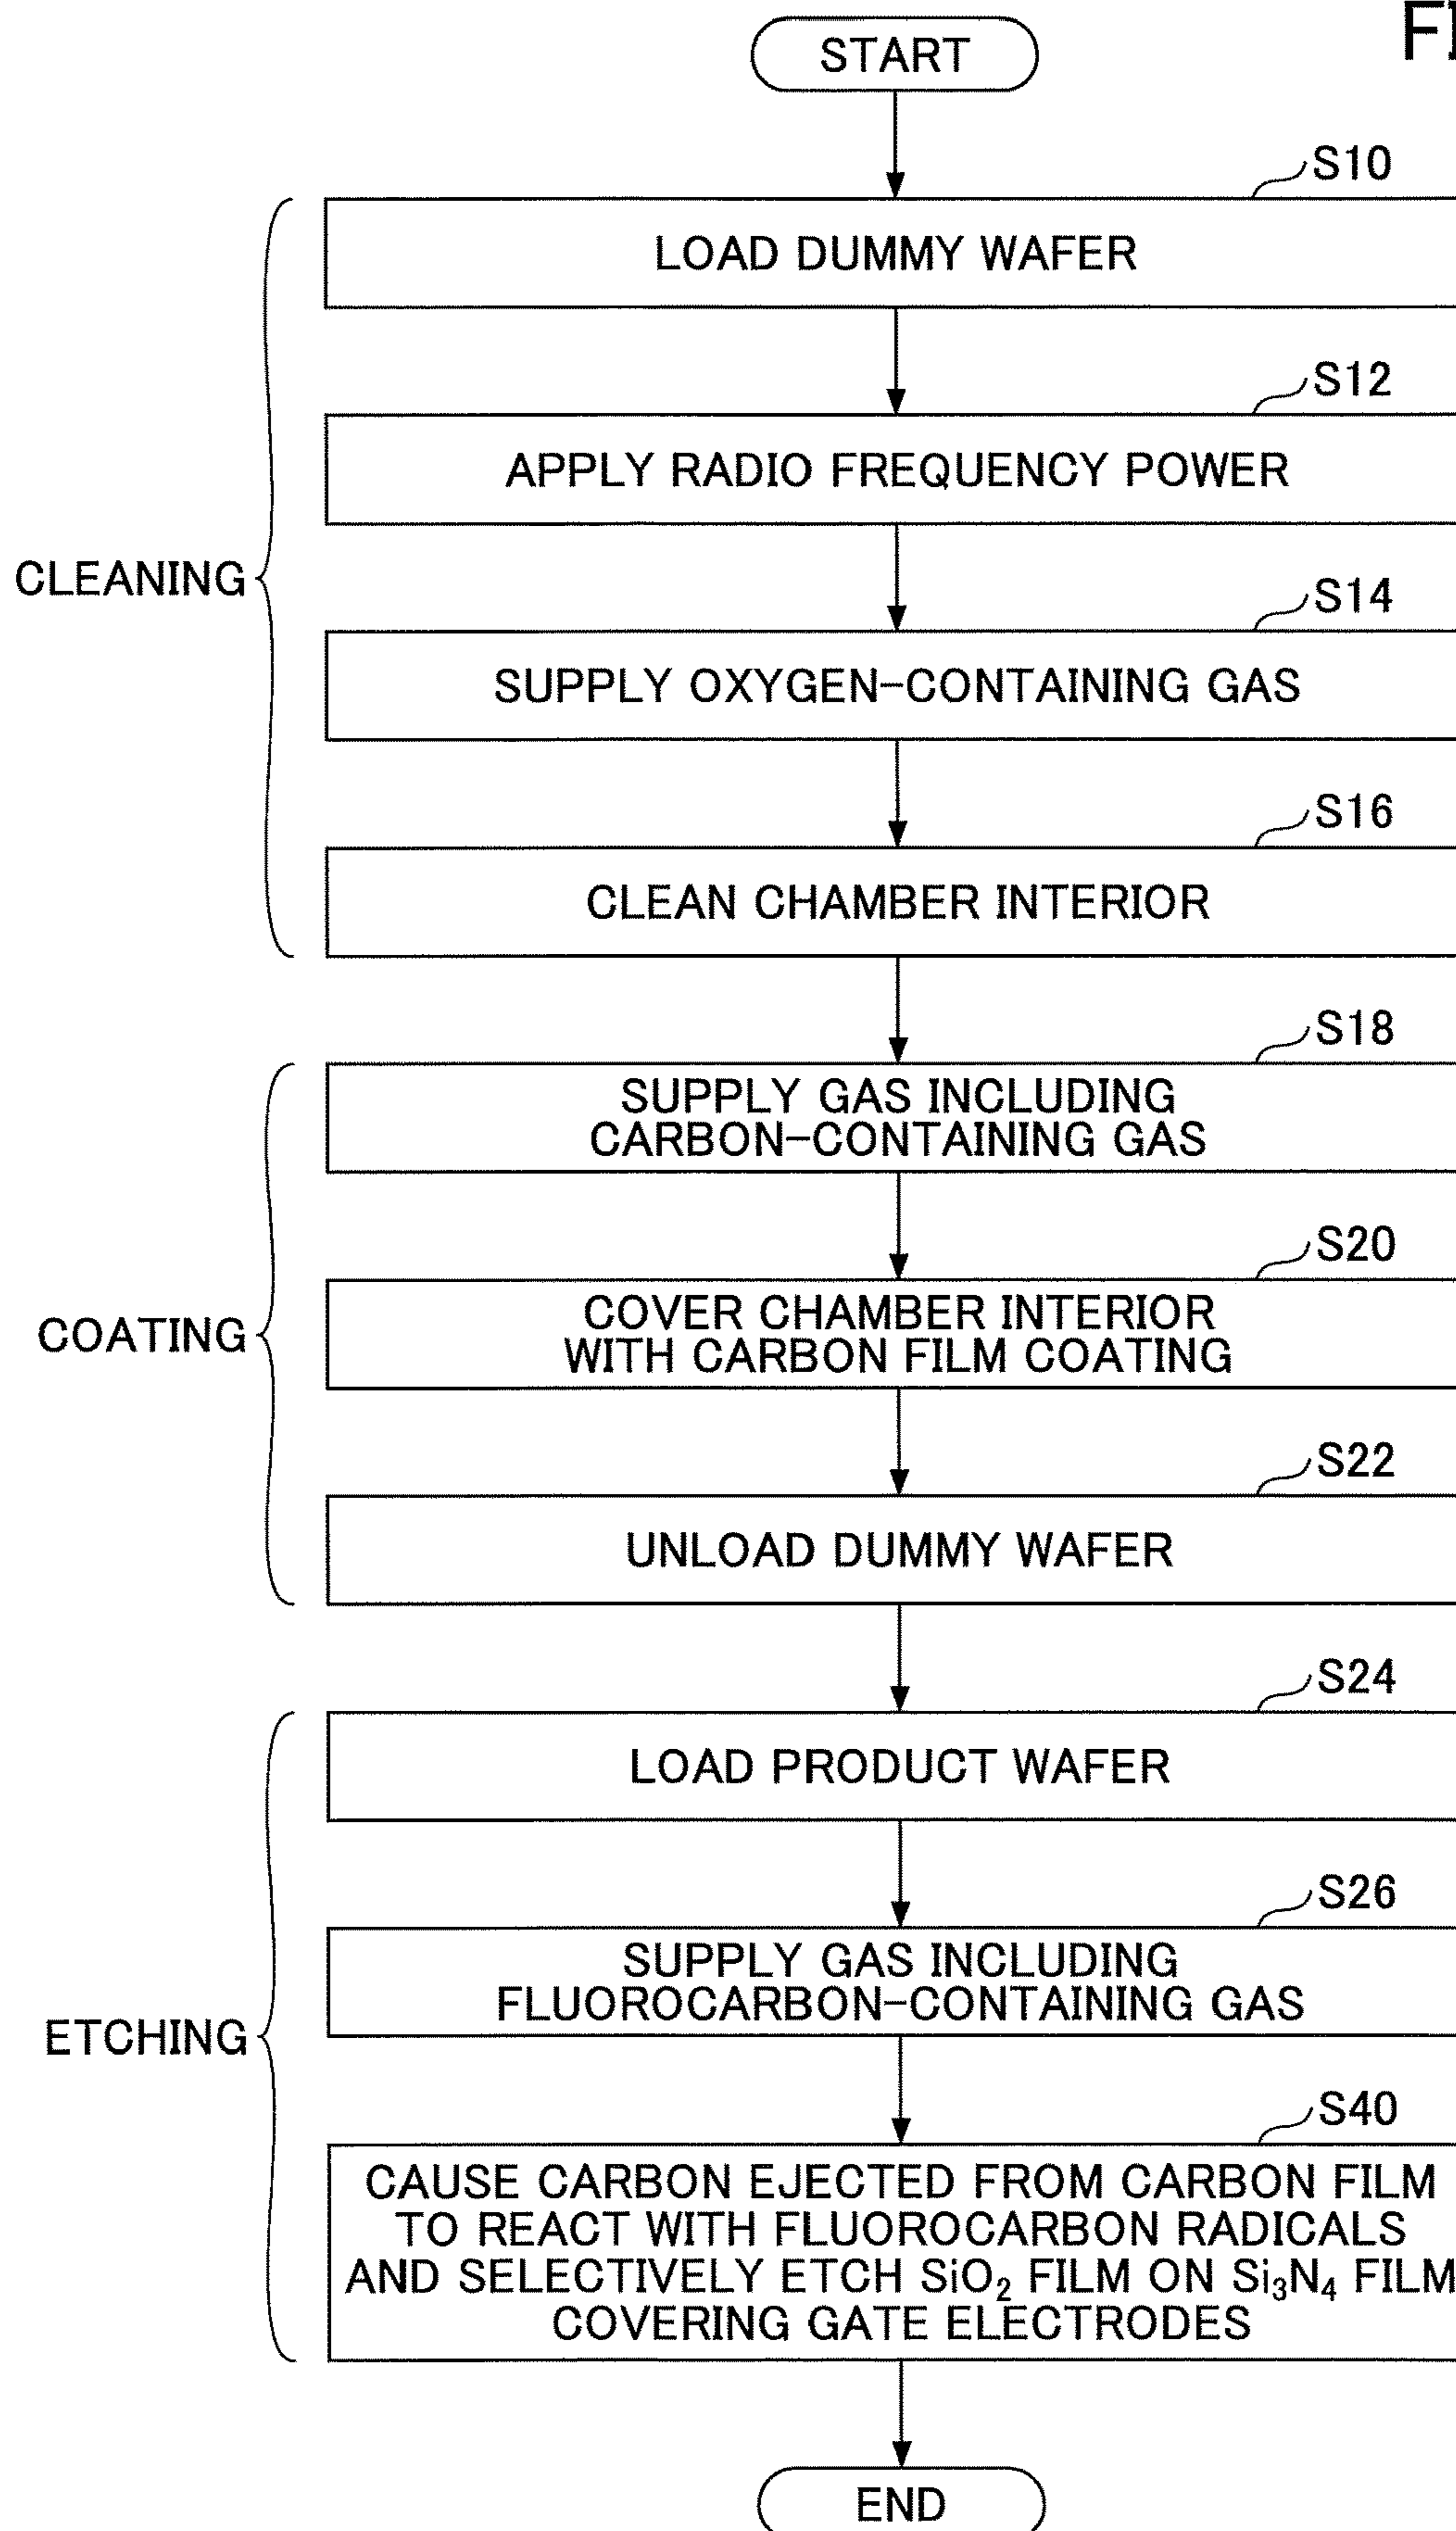 START
S10
LOAD DUMMY WAFER
S12
APPLY RADIO FREQUENCY POWER
CLEANING
S14
SUPPLY OXYGEN-CONTAINING GAS
S16
CLEAN CHAMBER INTERIOR
S18
SUPPLY GAS INCLUDING
CARBON-CONTAINING GAS
S20
COVER CHAMBER INTERIOR
WITH CARBON FILM COATING
COATING
S22
UNLOAD DUMMY WAFER
S24
LOAD PRODUCT WAFER
S26
SUPPLY GAS INCLUDING
FLUOROCARBON-CONTAINING GAS
ETCHING
S40
CAUSE CARBON EJECTED FROM CARBON FILM
TO REACT WITH FLUOROCARBON RADICALS
AND SELECTIVELY ETCH SiO₂ FILM ON Si₃N₄ FILM
COVERING GATE ELECTRODES
END